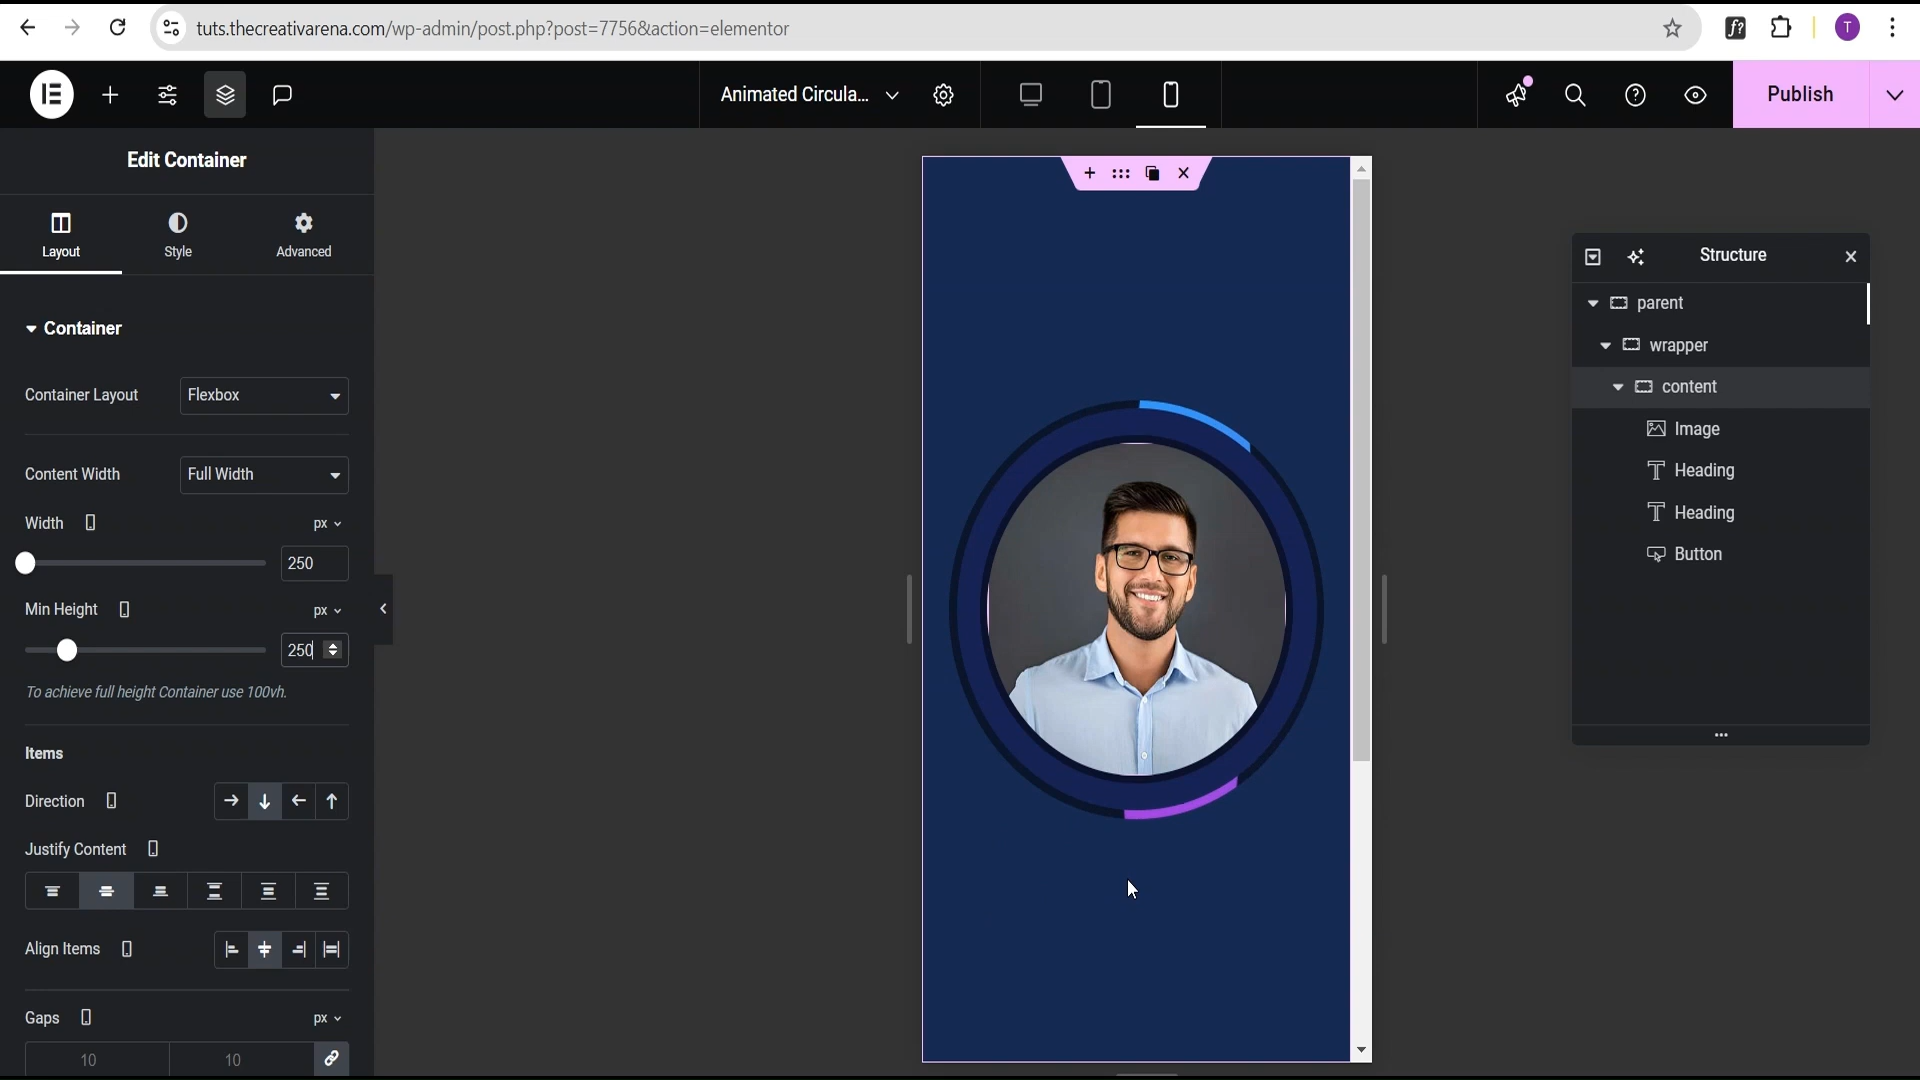 tuts.thecreativarena.com/wp-admin/post.php?post=7756&action=elementor
f?
T
Animated Circula...
Publish
Edit Container
Layout
Style
Advanced
Container
Container Layout
Flexbox
Content Width
Full Width
Width
px
250
Min Height
px
250
To achieve full height Container use 100vh.
Items
Direction
Justify Content
Align Items
Gaps
px
10
10
Structure
parent
wrapper
content
Image
Heading
Heading
Button